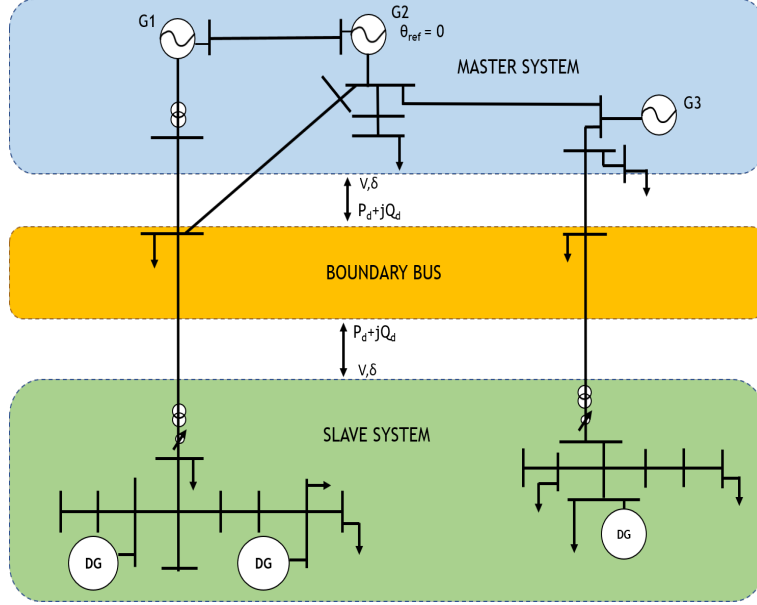 G1
G2
θref = 0
MASTER SYSTEM
G3
V,δ
Pd+jQd
BOUNDARY BUS
Pd+jQd
V,δ
SLAVE SYSTEM
DG
DG
DG